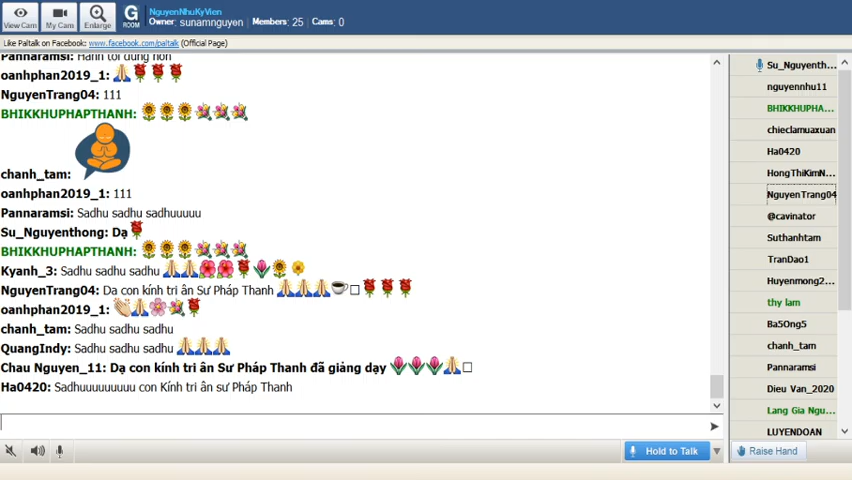 View Cam
My Cam
Enlarge
G
ROOM
NguyenNhuKyVien
Owner: sunamnguyen Members: 25 Cams: 0
Like Paltalk on Facebook: www.facebook.com/paltalk (Official Page)
oanhphan2019_1: 🙏🌹🌹🌹
NguyenTrang04: 111
BHIKKHUPHAPTHANH: 🌻🌻🌻💐💐💐
chanh_tam:
oanhphan2019_1: 111
Pannaramsi: Sadhu sadhu sadhuuuuu
Su_Nguyenthong: Dạ🌹
BHIKKHUPHAPTHANH: 🌻🌻🌻💐💐💐
Kyanh_3: Sadhu sadhu sadhu 🙏🙏🌺🌺🌹🌷🌻🌼
NguyenTrang04: Dạ con kính tri ân Sư Pháp Thanh 🙏🙏🙏☕□ 🌹🌹🌹
oanhphan2019_1: 👏🙏🌸💐🌹
chanh_tam: Sadhu sadhu sadhu
QuangIndy: Sadhu sadhu sadhu 🙏🙏🙏
Chau Nguyen_11: Dạ con kính tri ân Sư Pháp Thanh đã giảng dạy 🌷🌷🌷🙏□
Ha0420: Sadhuuuuuuuuu con Kính tri ân sư Pháp Thanh
Su_Nguyenth...
nguyennhu11
BHIKKHUPHA...
chieclamuaxuan
Ha0420
HongThiKimN...
NguyenTrang04
@cavinator
Suthanhtam
TranDao1
Huyenmong2...
thy lam
Ba5Ong5
chanh_tam
Pannaramsi
Dieu Van_2020
Lang Gia Ngu...
LUYENDOAN
Hold to Talk
Raise Hand